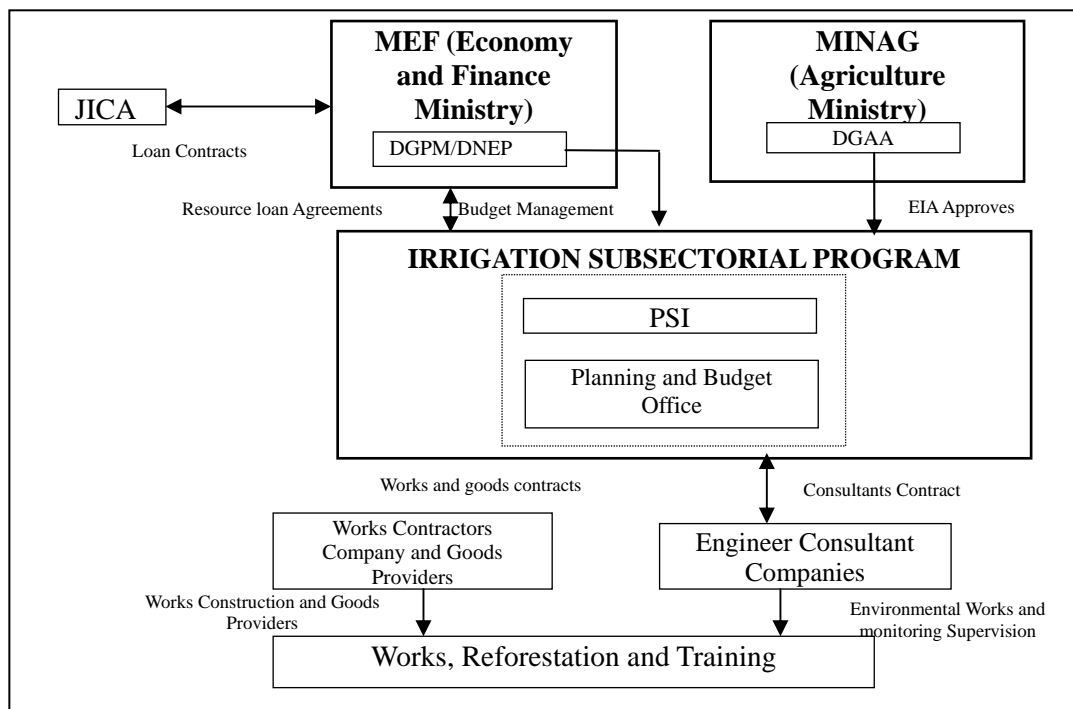 MEF (Economy
and Finance
Ministry)
DGPM/DNEP
MINAG
(Agriculture
Ministry)
DGAA
JICA
Loan Contracts
Resource loan Agreements
Budget Management
EIA Approves
IRRIGATION SUBSECTORIAL PROGRAM
PSI
Planning and Budget
Office
Works and goods contracts
Consultants Contract
Works Contractors
Company and Goods
Providers
Engineer Consultant
Companies
Works Construction and Goods
Providers
Environmental Works and
monitoring Supervision
Works, Reforestation and Training